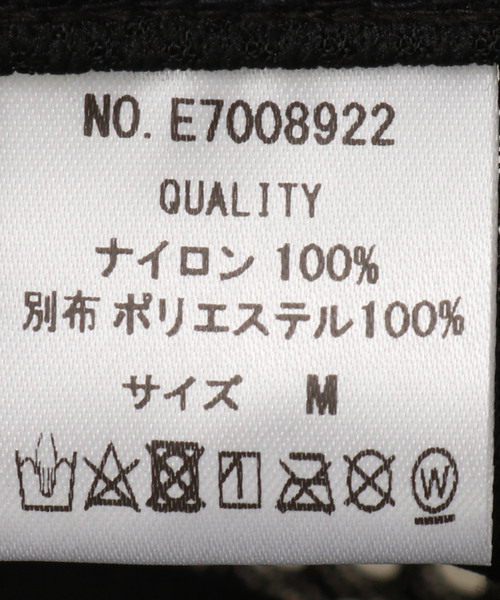 NO. E7008922
QUALITY
ナイロン 100%
別布 ポリエステル100%
サイズ M
W